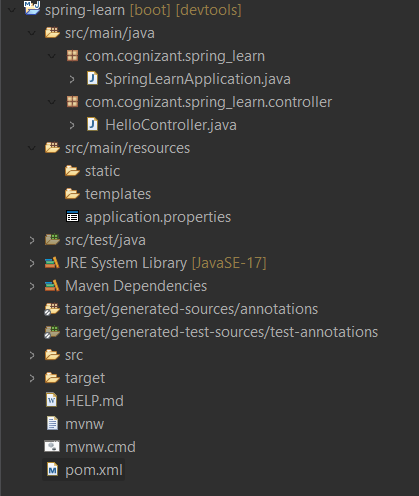 spring-learn [boot] [devtools]
src/main/java
com.cognizant.spring_learn
SpringLearnApplication.java
com.cognizant.spring_learn.controller
HelloController.java
src/main/resources
static
templates
application.properties
src/test/java
JRE System Library [JavaSE-17]
Maven Dependencies
target/generated-sources/annotations
target/generated-test-sources/test-annotations
src
target
HELP.md
mvnw
mvnw.cmd
pom.xml